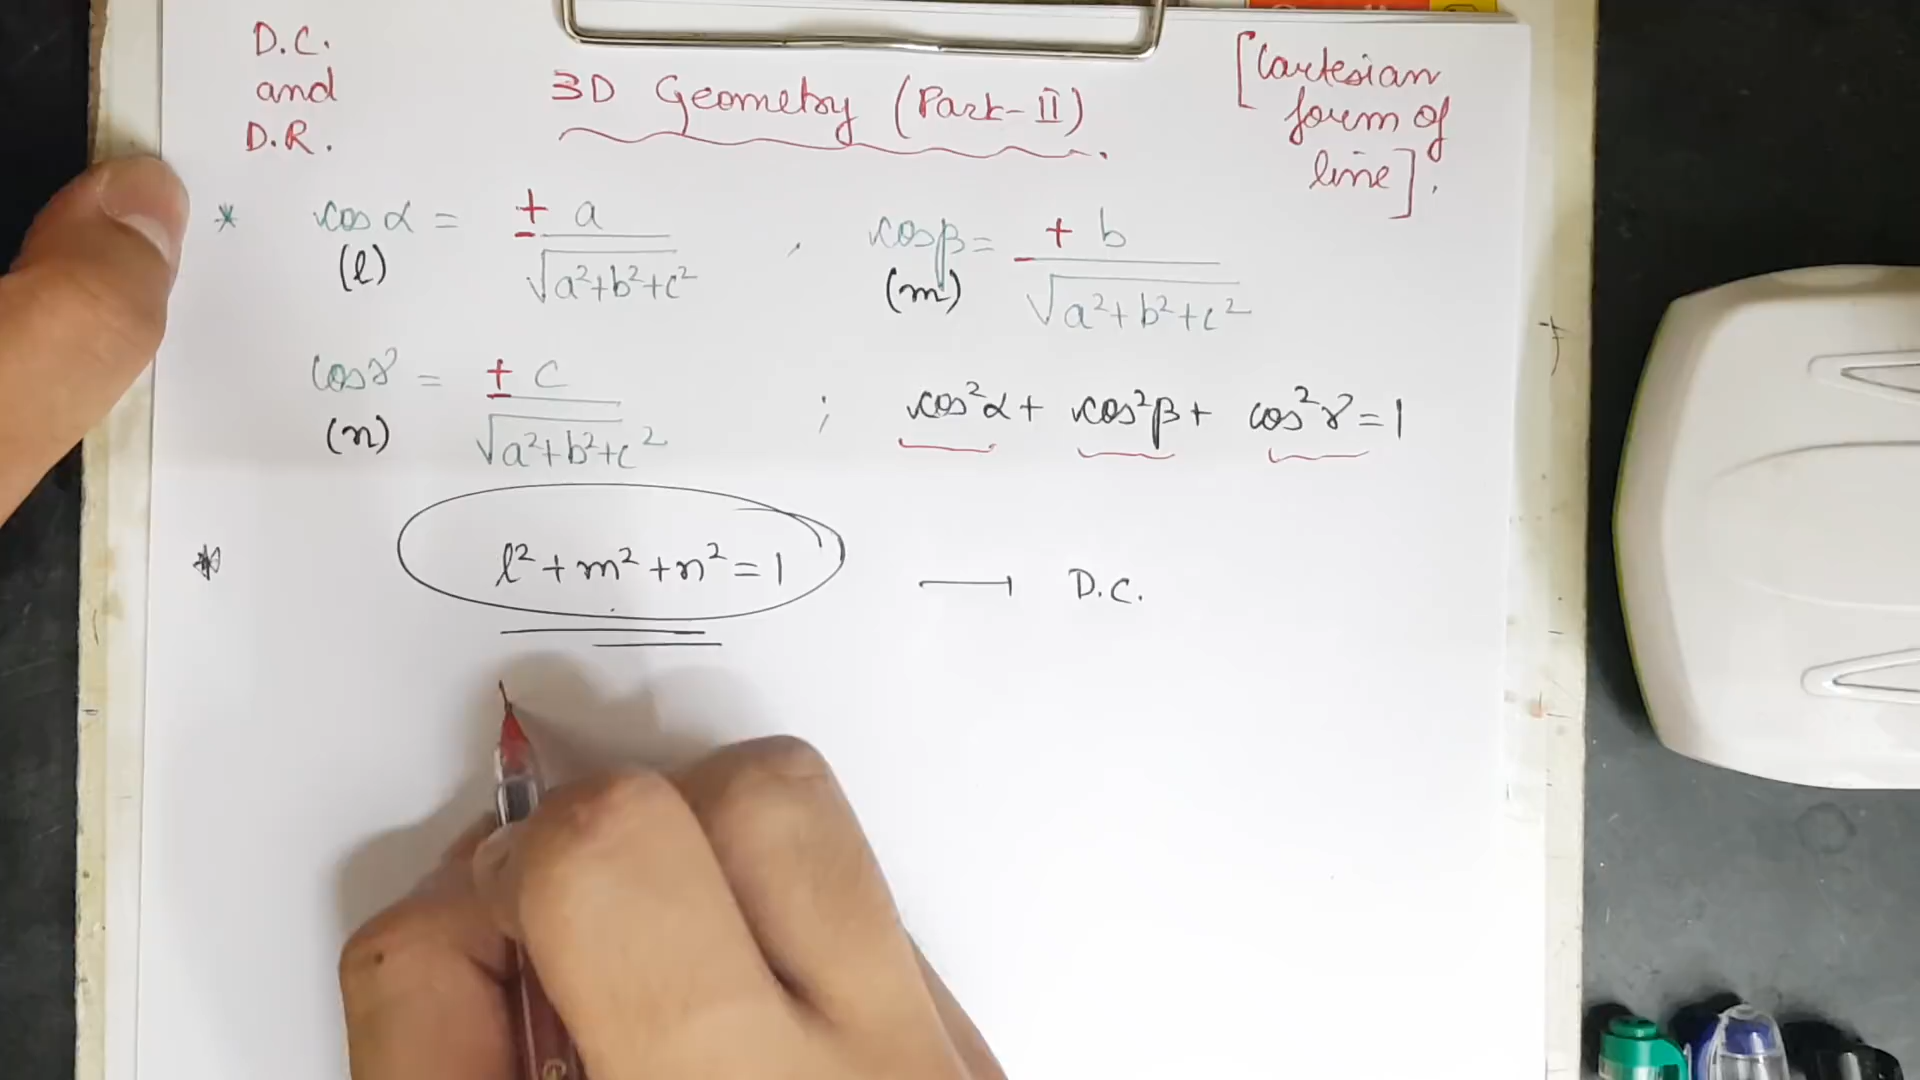 D.C.
and
D.R.
3D Geometry (Part-II)
[Cartesian
form of
line].
* cos α = ± a / √a²+b²+c² , cos β = ± b / √a²+b²+c²
(l) (m)
cos γ = ± c / √a²+b²+c² ; cos²α + cos²β + cos²γ = 1
(n)
* l² + m² + n² = 1 → D.C.